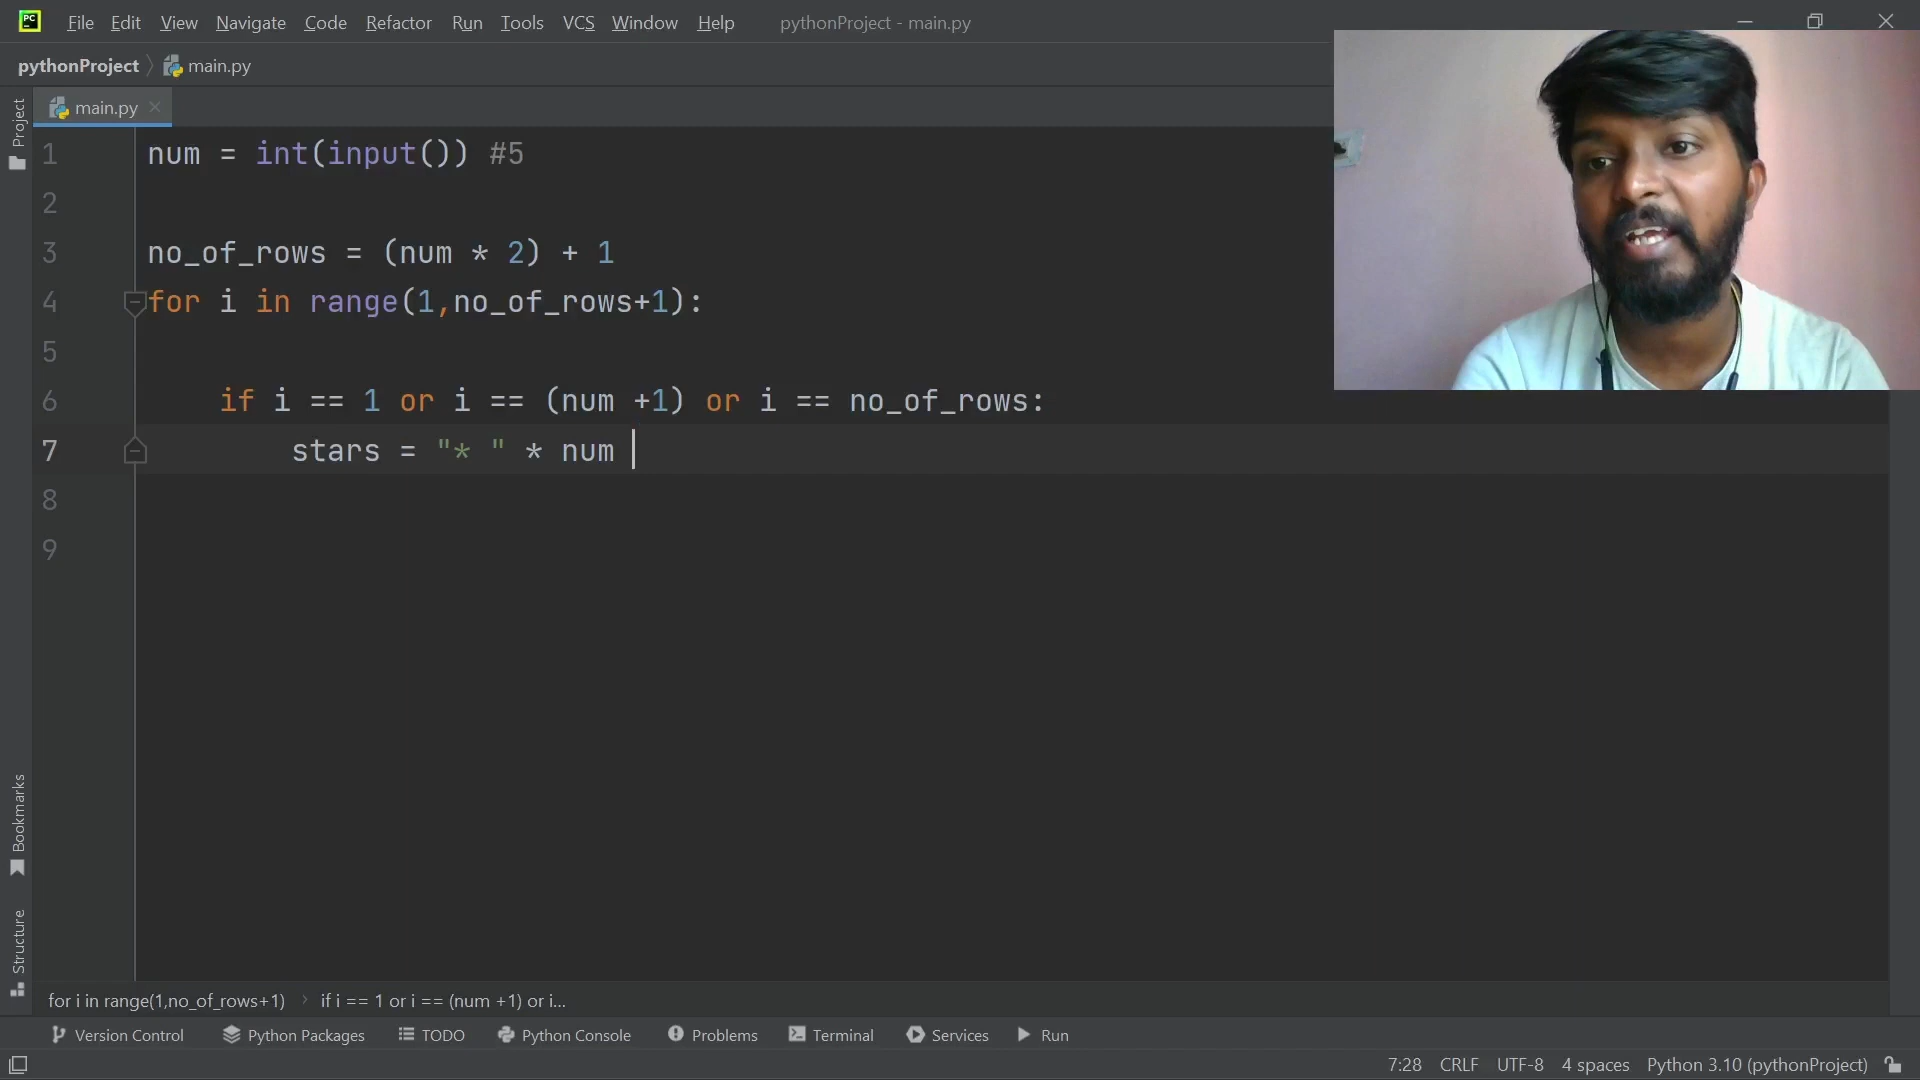 PC
File Edit View Navigate Code Refactor Run Tools VCS Window Help pythonProject - main.py
pythonProject main.py
main.py
Project
1 num = int(input()) #5
2
3 no_of_rows = (num * 2) + 1
4 for i in range(1,no_of_rows+1):
5
6 if i == 1 or i == (num +1) or i == no_of_rows:
7 stars = "* " * num
8
9
Bookmarks
Structure
for i in range(1,no_of_rows+1) › if i == 1 or i == (num +1) or i...
Version Control Python Packages TODO Python Console Problems Terminal Services Run
7:28 CRLF UTF-8 4 spaces Python 3.10 (pythonProject)